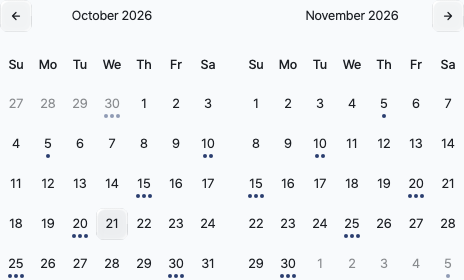 October 2026 November 2026
Su Mo Tu We Th Fr Sa Su Mo Tu We Th Fr Sa
27 28 29 30 1 2 3 1 2 3 4 5 6 7
4 5 6 7 8 9 10 8 9 10 11 12 13 14
11 12 13 14 15 16 17 15 16 17 18 19 20 21
18 19 20 21 22 23 24 22 23 24 25 26 27 28
25 26 27 28 29 30 31 29 30 1 2 3 4 5